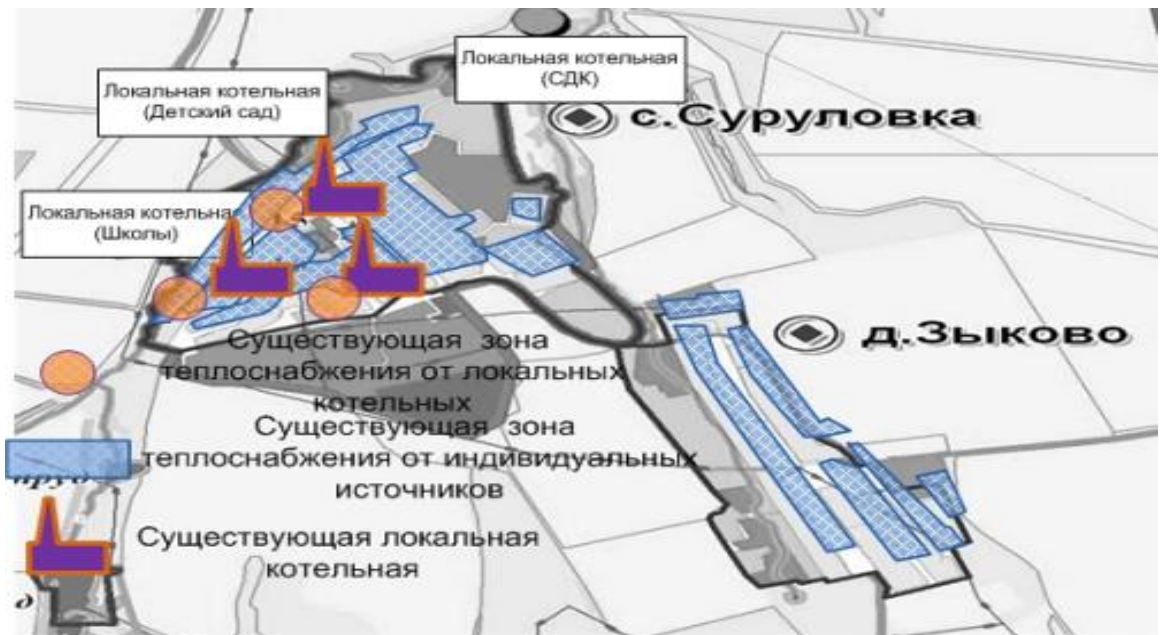 Локальная котельная
(СДК)
Локальная котельная
(Детский сад)
с.Суруловка
Локальная котельная
(Школы)
д.Зыково
Существующая зона
теплоснабжения от локальных
котельных
Существующая зона
теплоснабжения от индивидуальных
источников
Существующая локальная
котельная